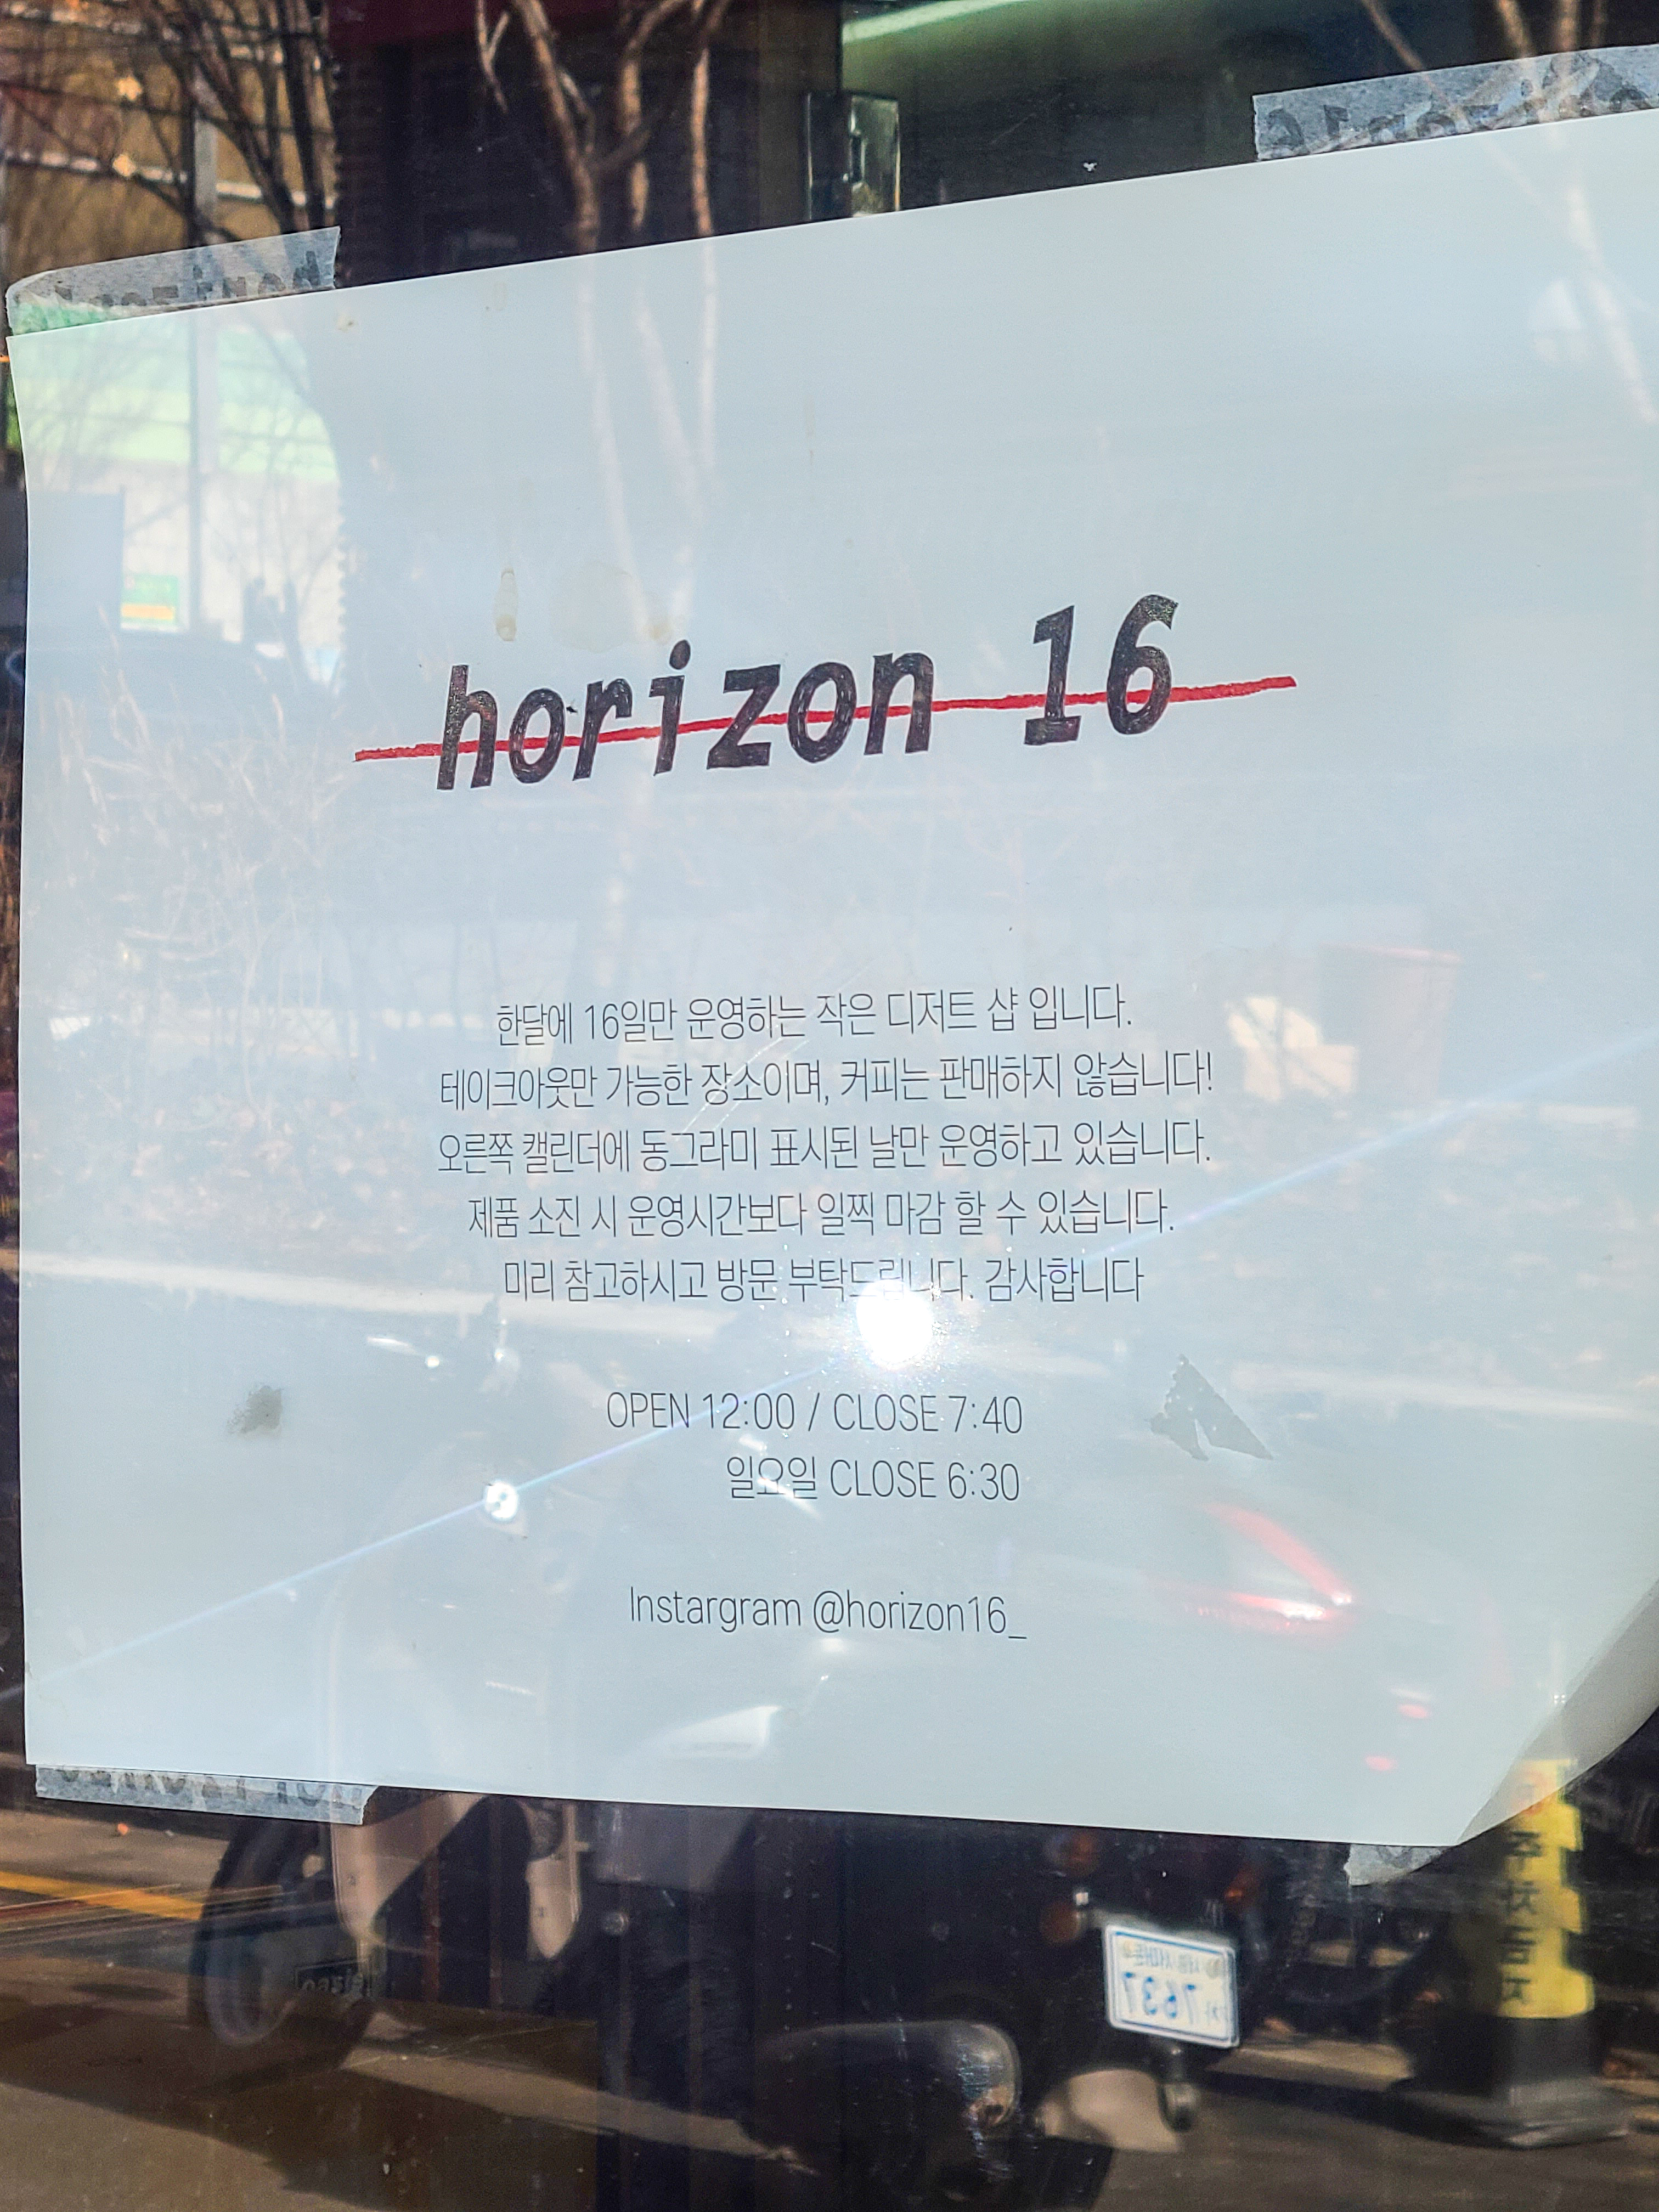 horizon 16
한달에 16일만 운영하는 작은 디저트 샵 입니다.
테이크아웃만 가능한 장소이며, 커피는 판매하지 않습니다!
오른쪽 캘린더에 동그라미 표시된 날만 운영하고 있습니다.
제품 소진 시 운영시간보다 일찍 마감 할 수 있습니다.
미리 참고하시고 방문 부탁드립니다. 감사합니다
OPEN 12:00 / CLOSE 7:40
일요일 CLOSE 6:30
Instargram @horizon16_
oasis
7637